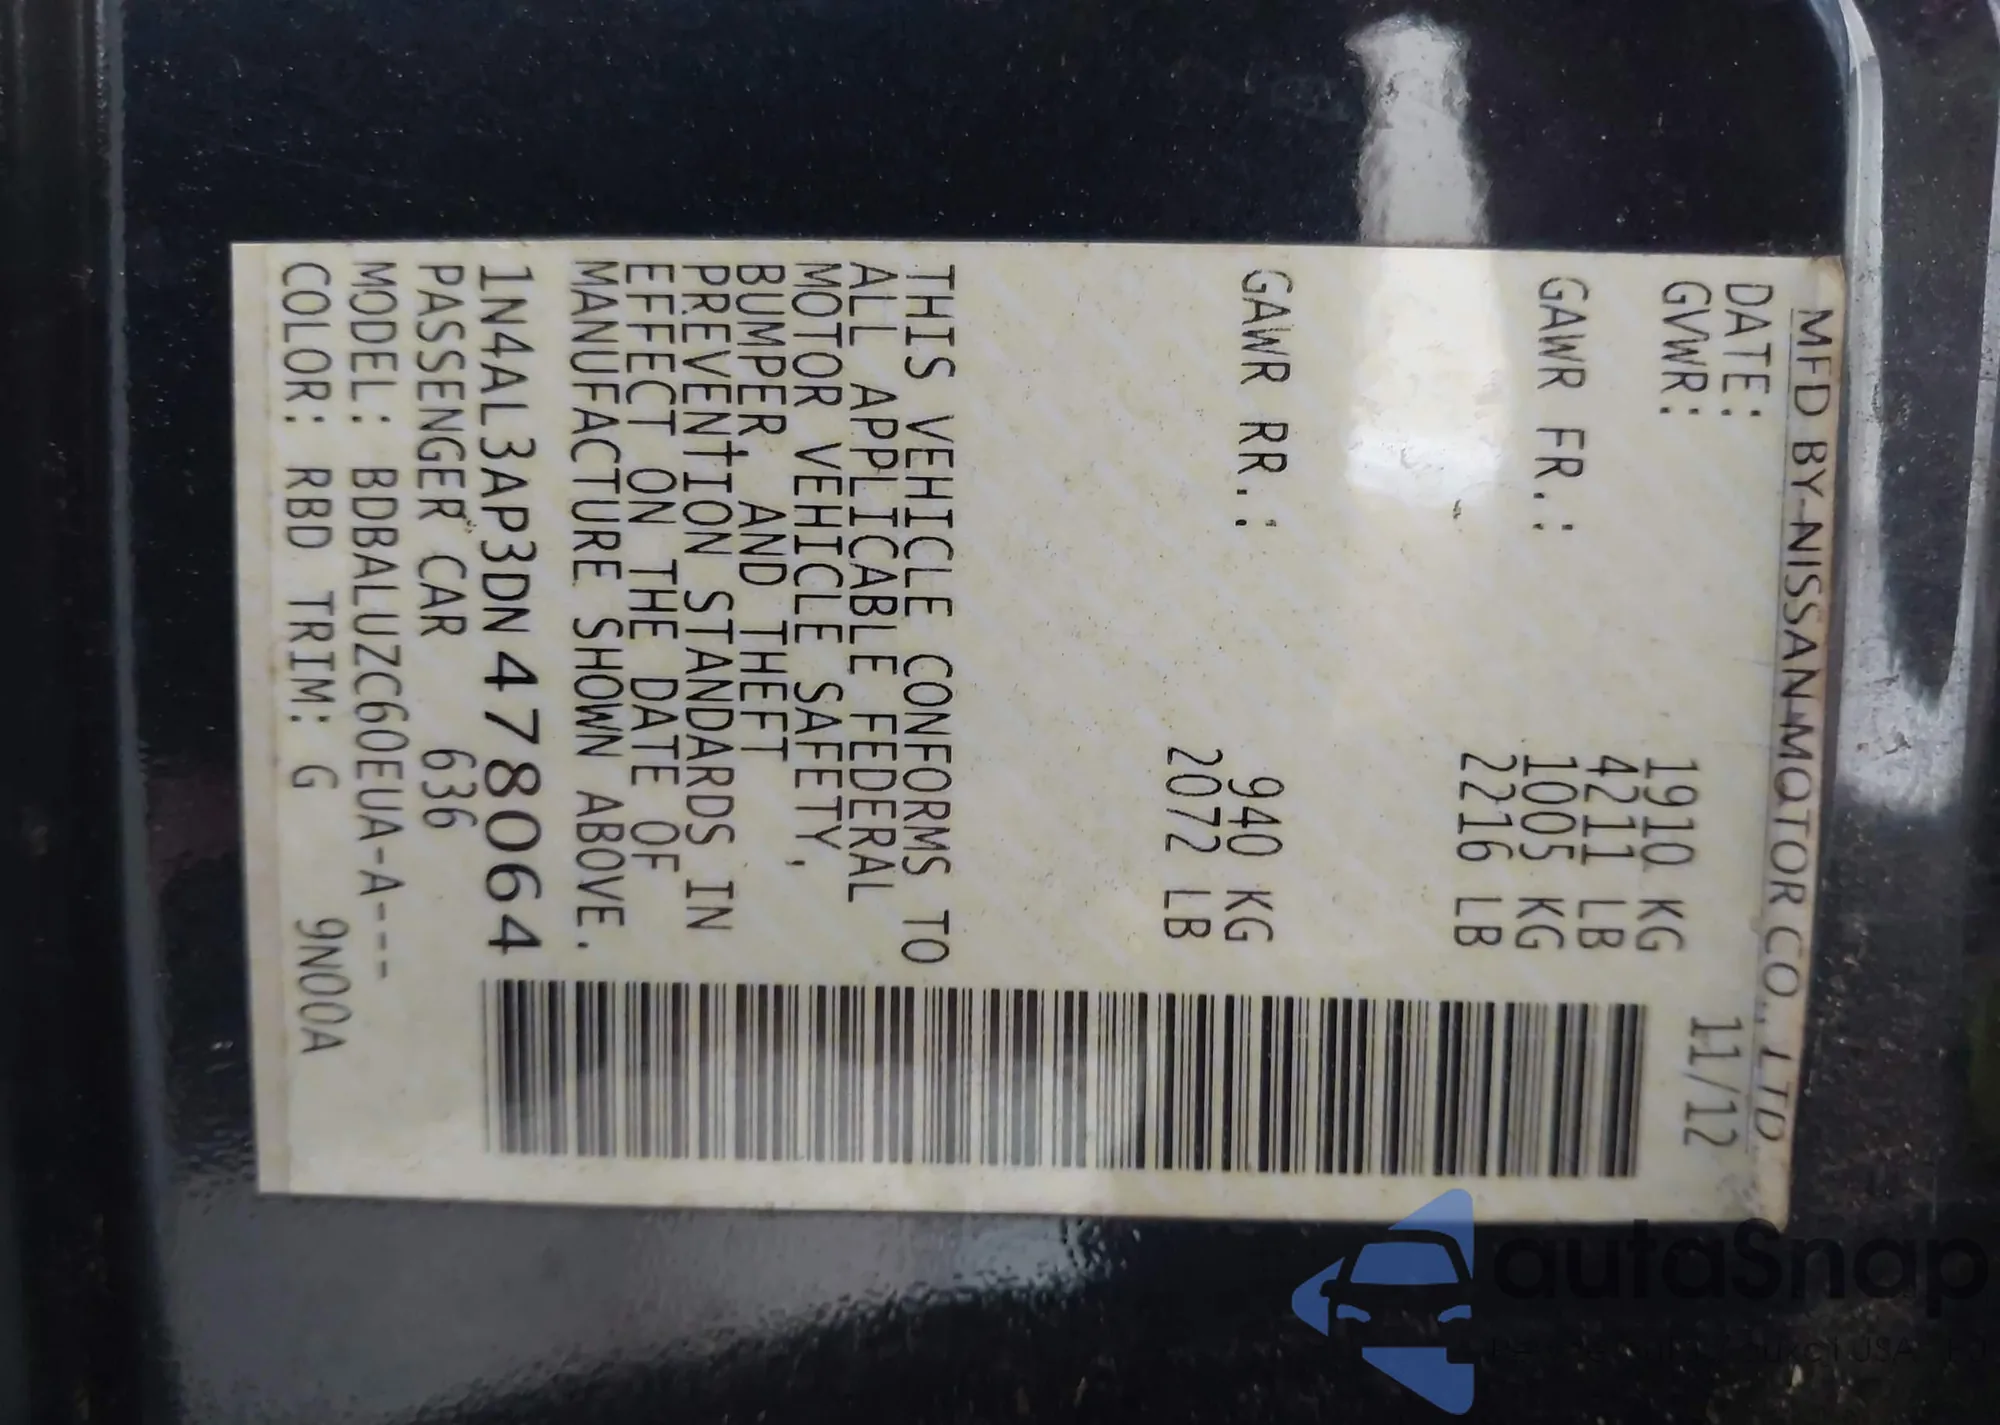 MFD BY-NISSAN MOTOR CO., LTD.
DATE: 11/12
GVWR: 1910 KG
4211 LB
GAWR FR.: 1005 KG
2216 LB
GAWR RR.: 940 KG
2072 LB
THIS VEHICLE CONFORMS TO
ALL APPLICABLE FEDERAL
MOTOR VEHICLE SAFETY,
BUMPER, AND THEFT
PREVENTION STANDARDS IN
EFFECT ON THE DATE OF
MANUFACTURE SHOWN ABOVE.
1N4AL3AP3DN478064
PASSENGER CAR 636
MODEL: BDBALUZC60EUA-A---
COLOR: RBD TRIM: G 9N00A
autaSnap